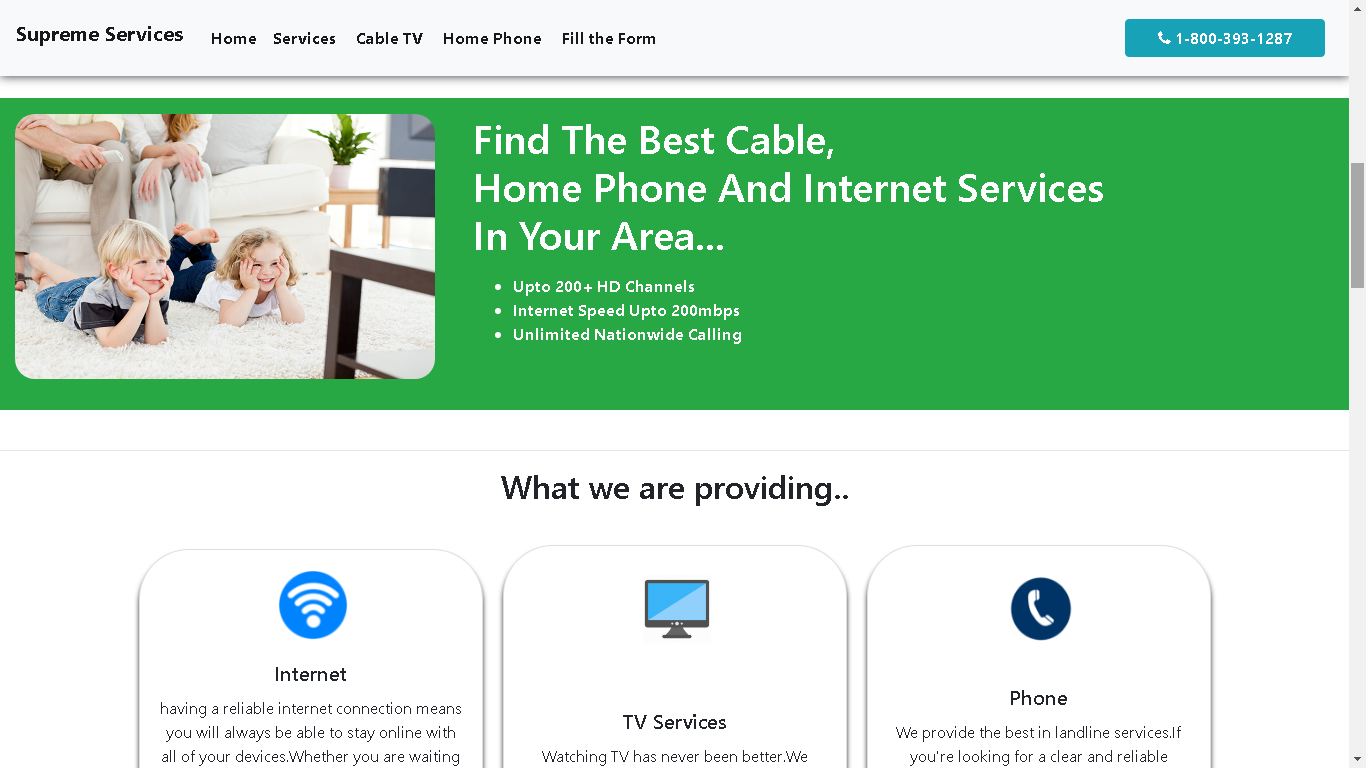 Supreme Services
Home Services Cable TV Home Phone Fill the Form
1-800-393-1287
Find The Best Cable,
Home Phone And Internet Services
In Your Area...
Upto 200+ HD Channels
Internet Speed Upto 200mbps
Unlimited Nationwide Calling
What we are providing..
Internet
having a reliable internet connection means
you will always be able to stay online with
all of your devices.Whether you are waiting
TV Services
Watching TV has never been better.We
Phone
We provide the best in landline services.If
you're looking for a clear and reliable